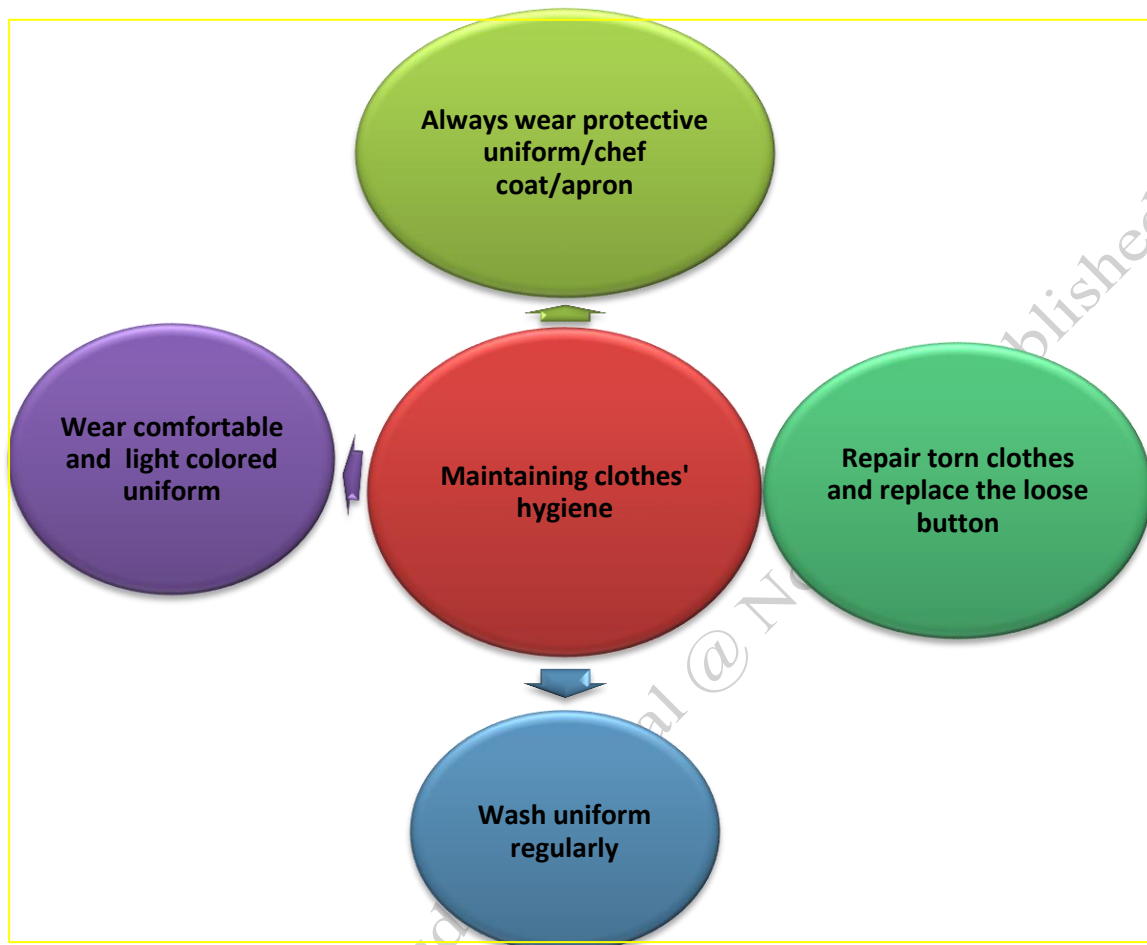 Always wear protective
uniform/chef
coat/apron
Wear comfortable
and  light colored
uniform
Maintaining clothes'
hygiene
Repair torn clothes
and replace the loose
button
Wash uniform
regularly